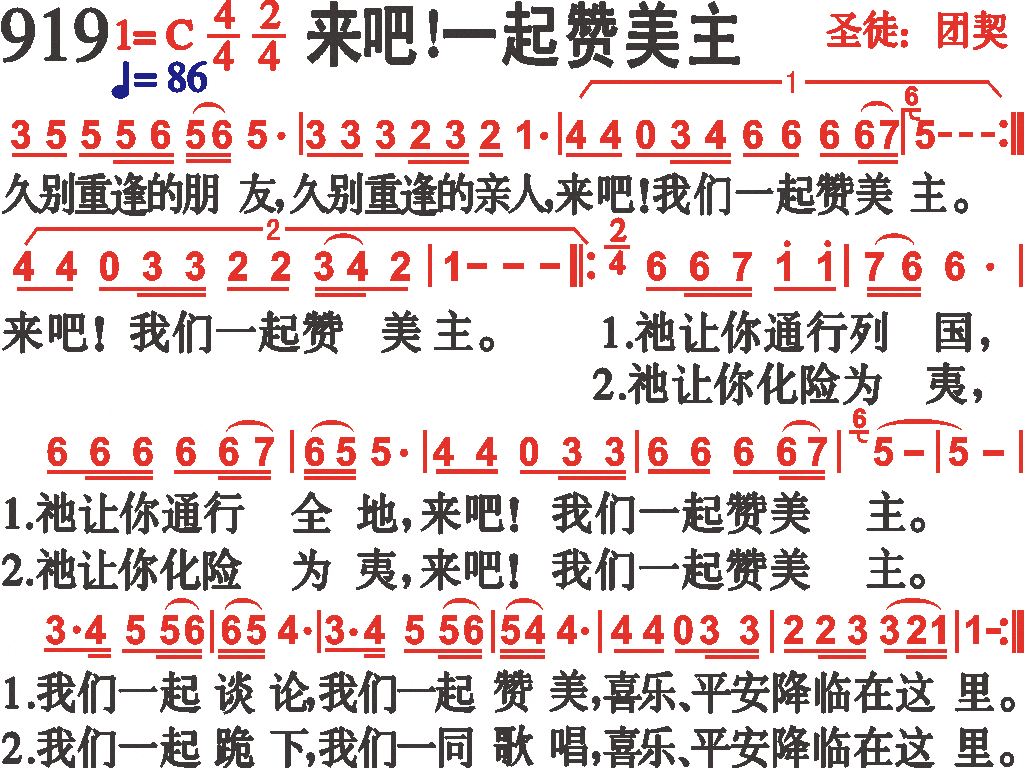 919 1=C 4/4 2/4 来吧!一起赞美主 圣徒：团契
♩=86
1
3 5 5 5 6 5 6 5· | 3 3 3 2 3 2 1· | 4 4 0 3 4 6 6 6 6 7 | 6 5 - - - :|
久别重逢的朋 友,久别重逢的亲人,来吧!我们一起赞美 主。
2
4 4 0 3 3 2 2 3 4 2 | 1 - - - :| 2/4 6 6 7 i i | 7 6 6 · |
来吧! 我们一起赞 美主。 1.祂让你通行列 国，
2.祂让你化险为 夷，
6 6 6 6 6 7 | 6 5 5· | 4 4 0 3 3 | 6 6 6 6 7 | 6 5 - | 5 - |
1.祂让你通行 全 地,来吧! 我们一起赞美 主。
2.祂让你化险 为 夷,来吧! 我们一起赞美 主。
3·4 5 5 6 | 6 5 4· | 3·4 5 5 6 | 5 4 4· | 4 4 0 3 3 | 2 2 3 3 2 1 | 1 - :|
1.我们一起谈论,我们一起赞美,喜乐、平安降临在这里。
2.我们一起跪下,我们一同歌唱,喜乐、平安降临在这里。